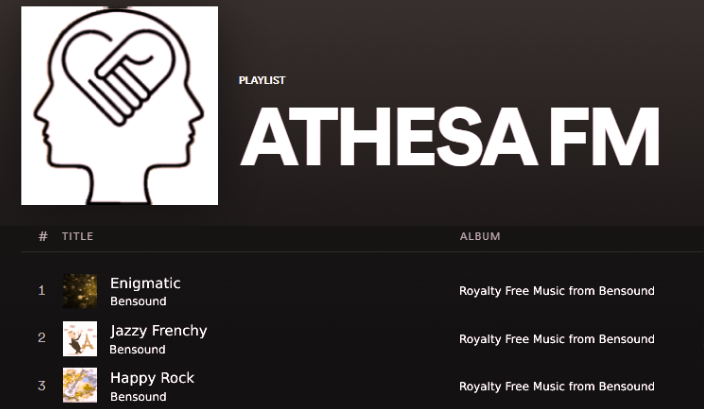 PLAYLIST
ATHESA FM
# TITLE ALBUM
1 Enigmatic
Bensound
Royalty Free Music from Bensound
2 Jazzy Frenchy
Bensound
Royalty Free Music from Bensound
3 Happy Rock
Bensound
Royalty Free Music from Bensound